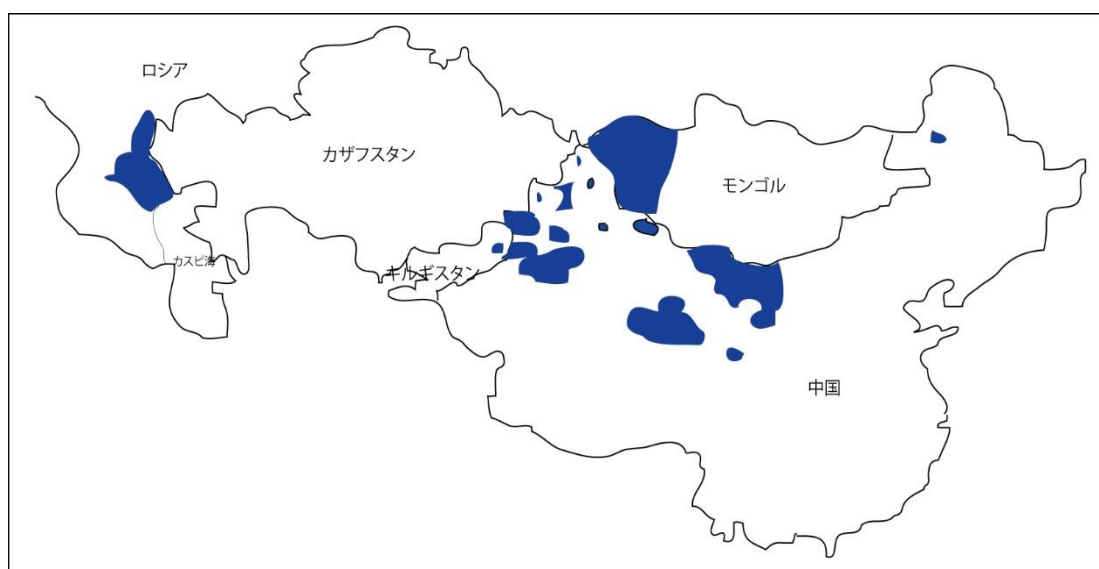 ロシア
カザフスタン
モンゴル
カスピ海
キルギスタン
中国